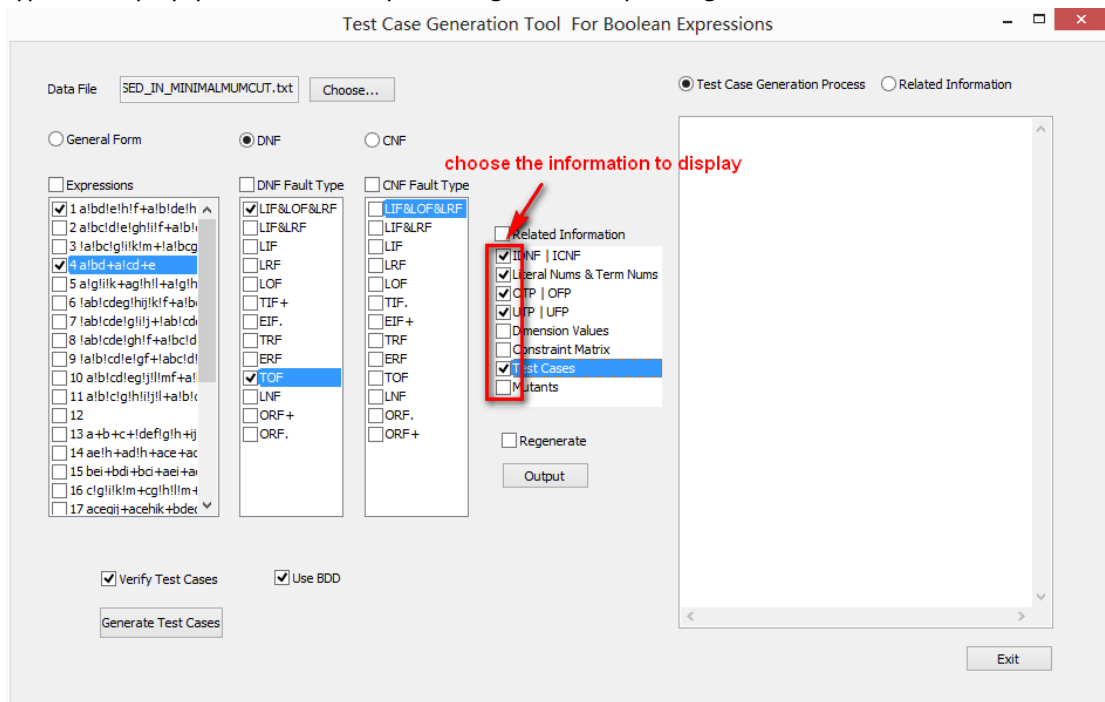 Test Case Generation Tool For Boolean Expressions
Data File
SED_IN_MINIMALMUMCUT.txt
Choose...
Test Case Generation Process
Related Information
General Form
DNF
CNF
choose the information to display
Expressions
1 a!bd!e!h!f+a!b!de!h
2 a!bc!d!e!gh!i!f+a!b!
3 !a!bc!g!i!k!m+!a!bcg
4 a!bd+a!cd+e
5 a!g!i!k+ag!h!l+a!g!h
6 !ab!cdeg!hij!k!f+a!b
7 !ab!cde!g!i!j+!ab!cd
8 !ab!cde!gh!f+a!bc!d
9 !a!b!cd!e!gf+!abc!d!
10 a!b!cd!eg!j!l!mf+a!
11 a!b!c!g!h!i!j!l+a!b!
12
13 a+b+c+!def!g!h+ij
14 ae!h+ad!h+ace+ac
15 bei+bdi+bci+aei+a
16 c!g!i!k!m+cg!h!l!m+
17 acegij+acehik+bde
DNF Fault Type
LIF&LOF&LRF
LIF&LRF
LIF
LRF
LOF
TIF+
EIF.
TRF
ERF
TOF
LNF
ORF+
ORF.
CNF Fault Type
LIF&LOF&LRF
LIF&LRF
LIF
LRF
LOF
TIF.
EIF+
TRF
ERF
TOF
LNF
ORF.
ORF+
Related Information
IDNF | ICNF
Literal Nums & Term Nums
OTP | OFP
UTP | UFP
Dimension Values
Constraint Matrix
Test Cases
Mutants
Regenerate
Output
Verify Test Cases
Use BDD
Generate Test Cases
Exit